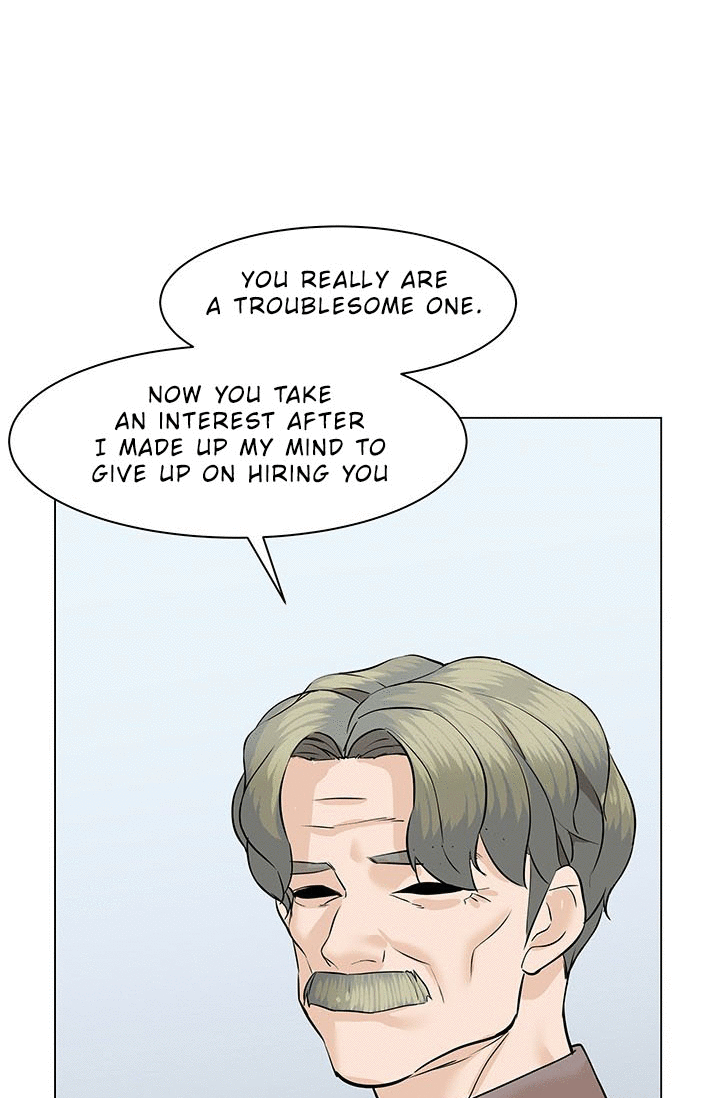 YOU REALLY ARE
A TROUBLESOME ONE.
NOW YOU TAKE
AN INTEREST AFTER
I MADE UP MY MIND TO
GIVE UP ON HIRING YOU